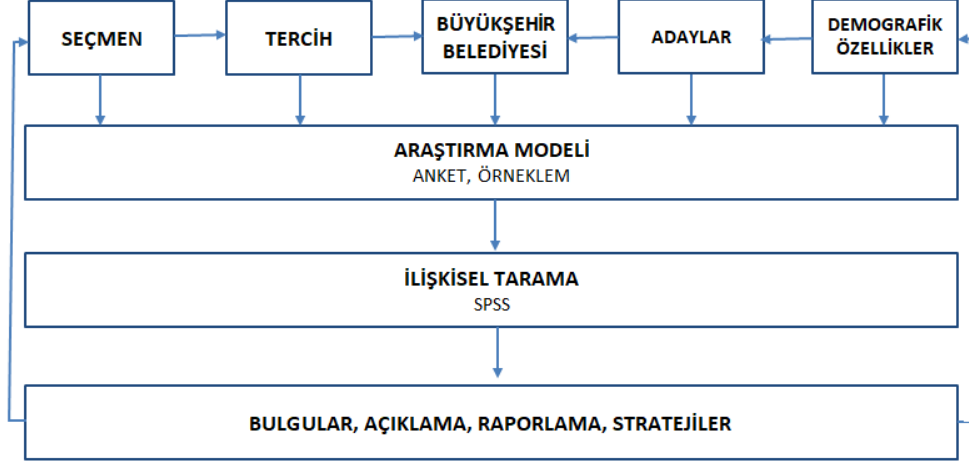 SEÇMEN
TERCİH
BÜYÜKŞEHİR
BELEDİYESİ
ADAYLAR
DEMOGRAFİK
ÖZELLİKLER
ARAŞTIRMA MODELİ
ANKET, ÖRNEKLEM
İLİŞKİSEL TARAMA
SPSS
BULGULAR, AÇIKLAMA, RAPORLAMA, STRATEJİLER